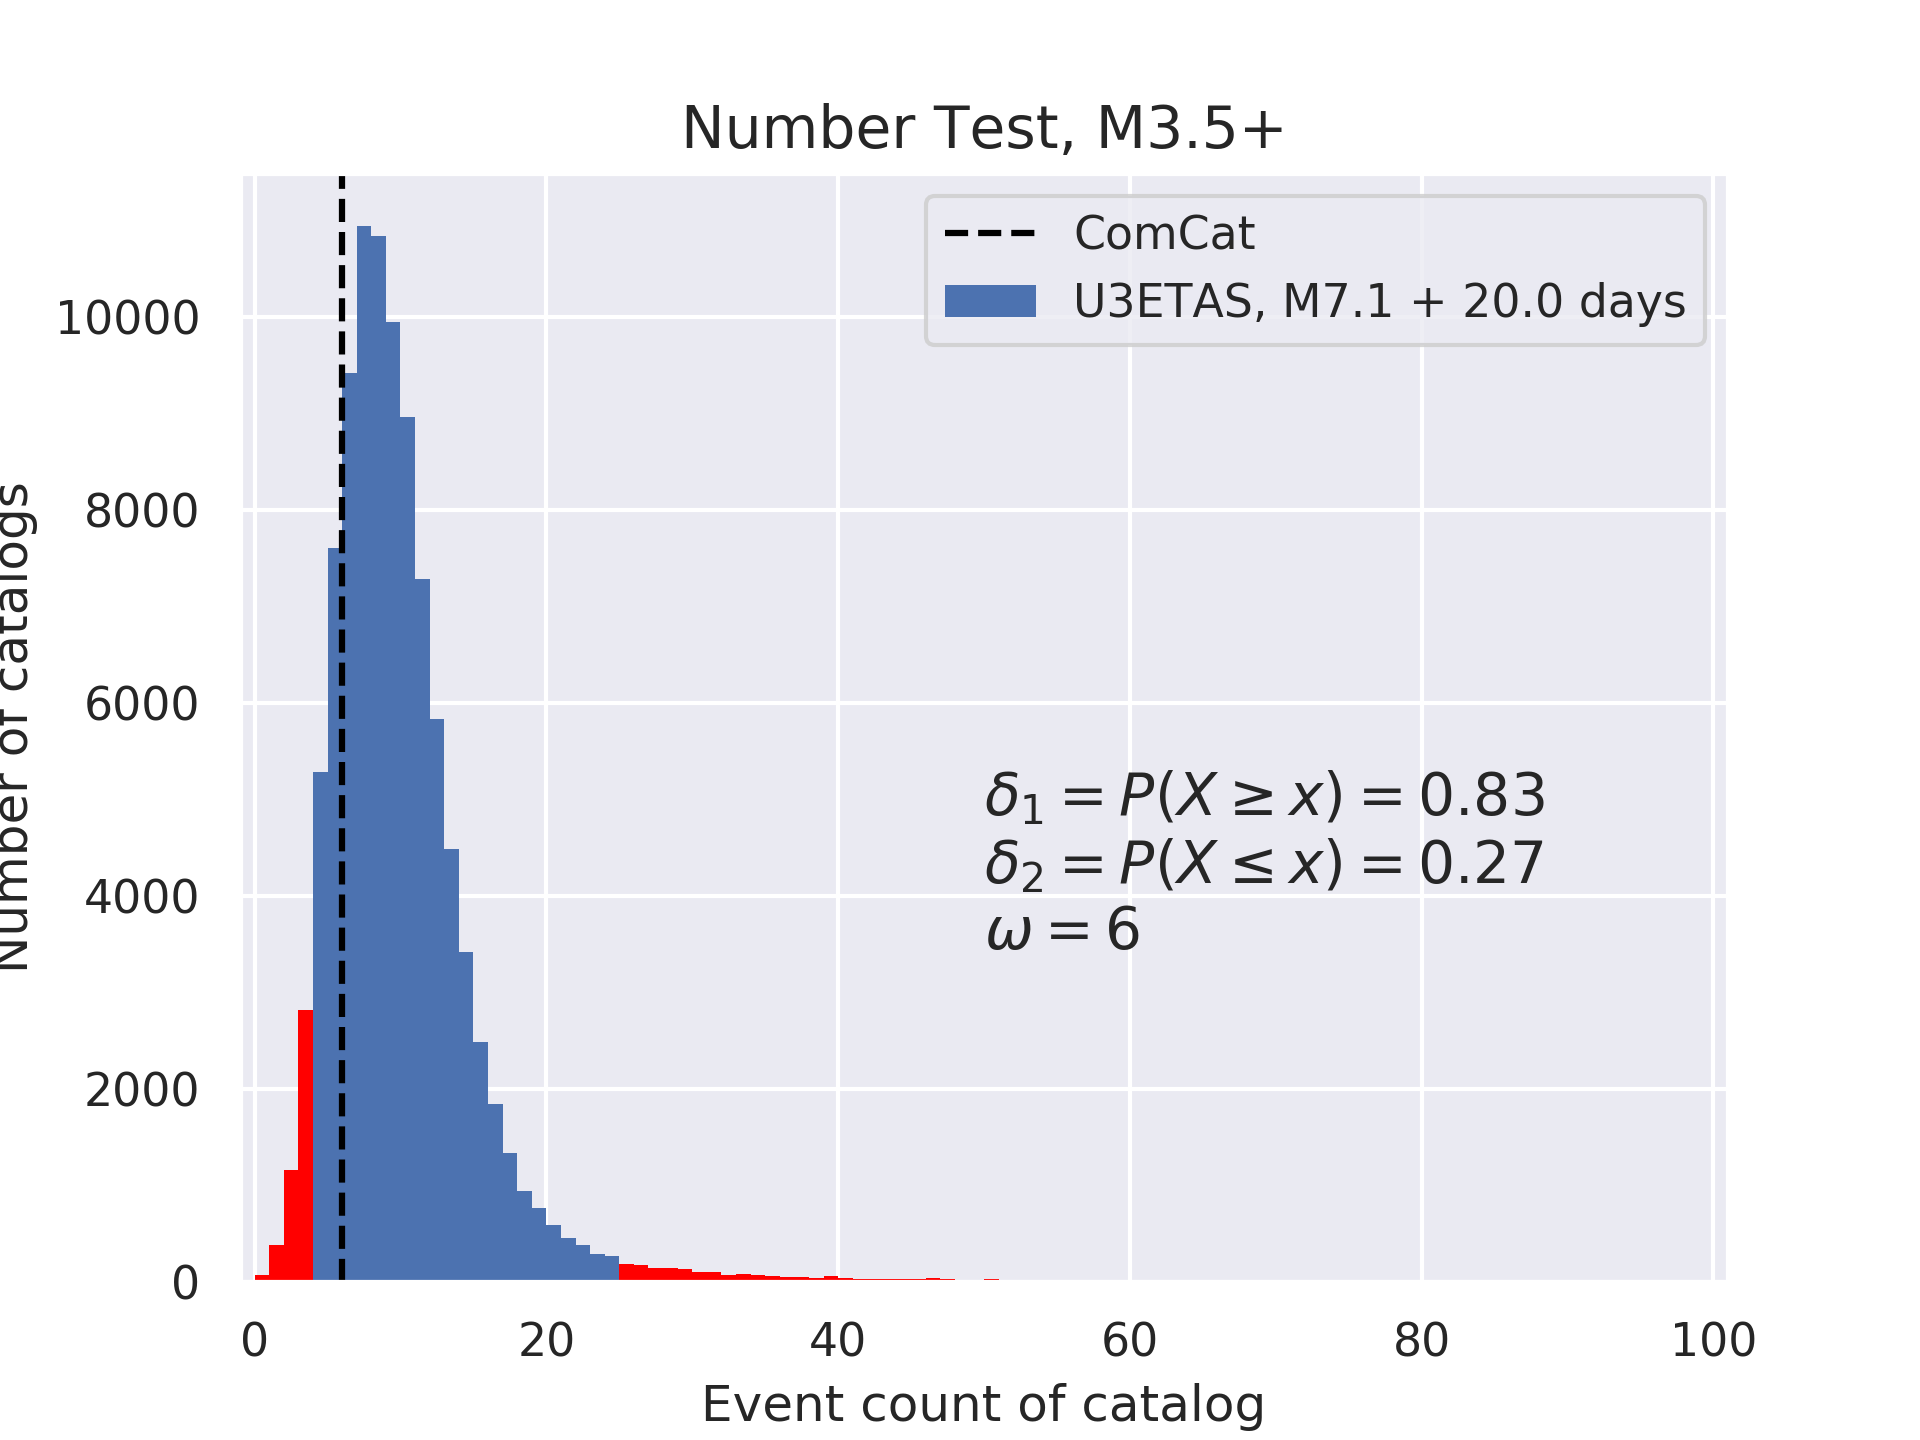 Number Test, M3.5+
ComCat
U3ETAS, M7.1 + 20.0 days
10000
8000
6000
4000
2000
0
Number of catalogs
δ₁ = P(X ≥ x) = 0.83
δ₂ = P(X ≤ x) = 0.27
ω = 6
0 20 40 60 80 100
Event count of catalog